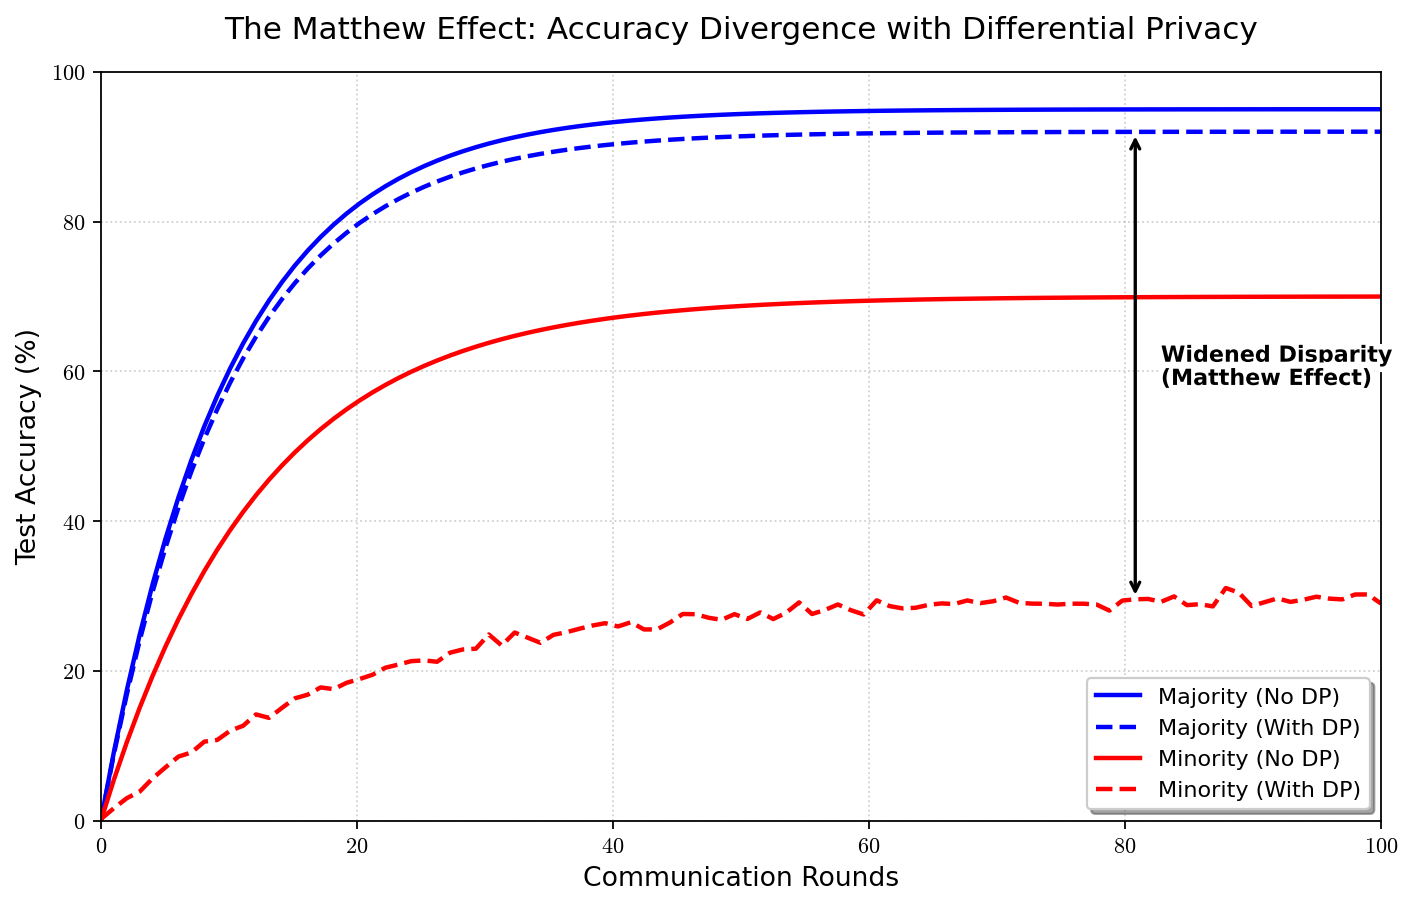 The Matthew Effect: Accuracy Divergence with Differential Privacy
Test Accuracy (%)
100
80
60
40
20
0
Widened Disparity
(Matthew Effect)
Majority (No DP)
Majority (With DP)
Minority (No DP)
Minority (With DP)
0 20 40 60 80 100
Communication Rounds